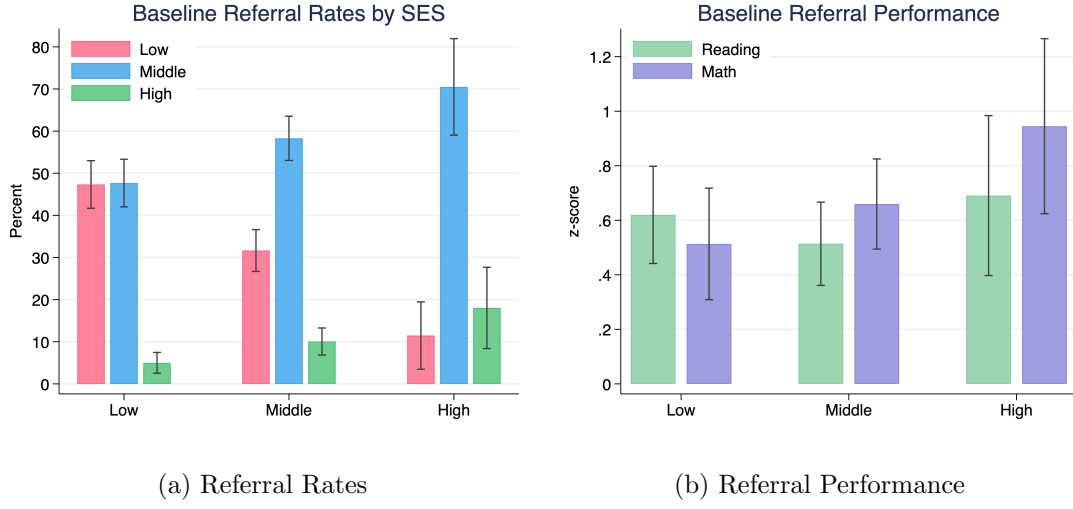 Baseline Referral Rates by SES
Percent
80
70
60
50
40
30
20
10
0
Low
Middle
High
Low
Middle
High
(a) Referral Rates
Baseline Referral Performance
z-score
1.2
1
.8
.6
.4
.2
0
Reading
Math
Low
Middle
High
(b) Referral Performance